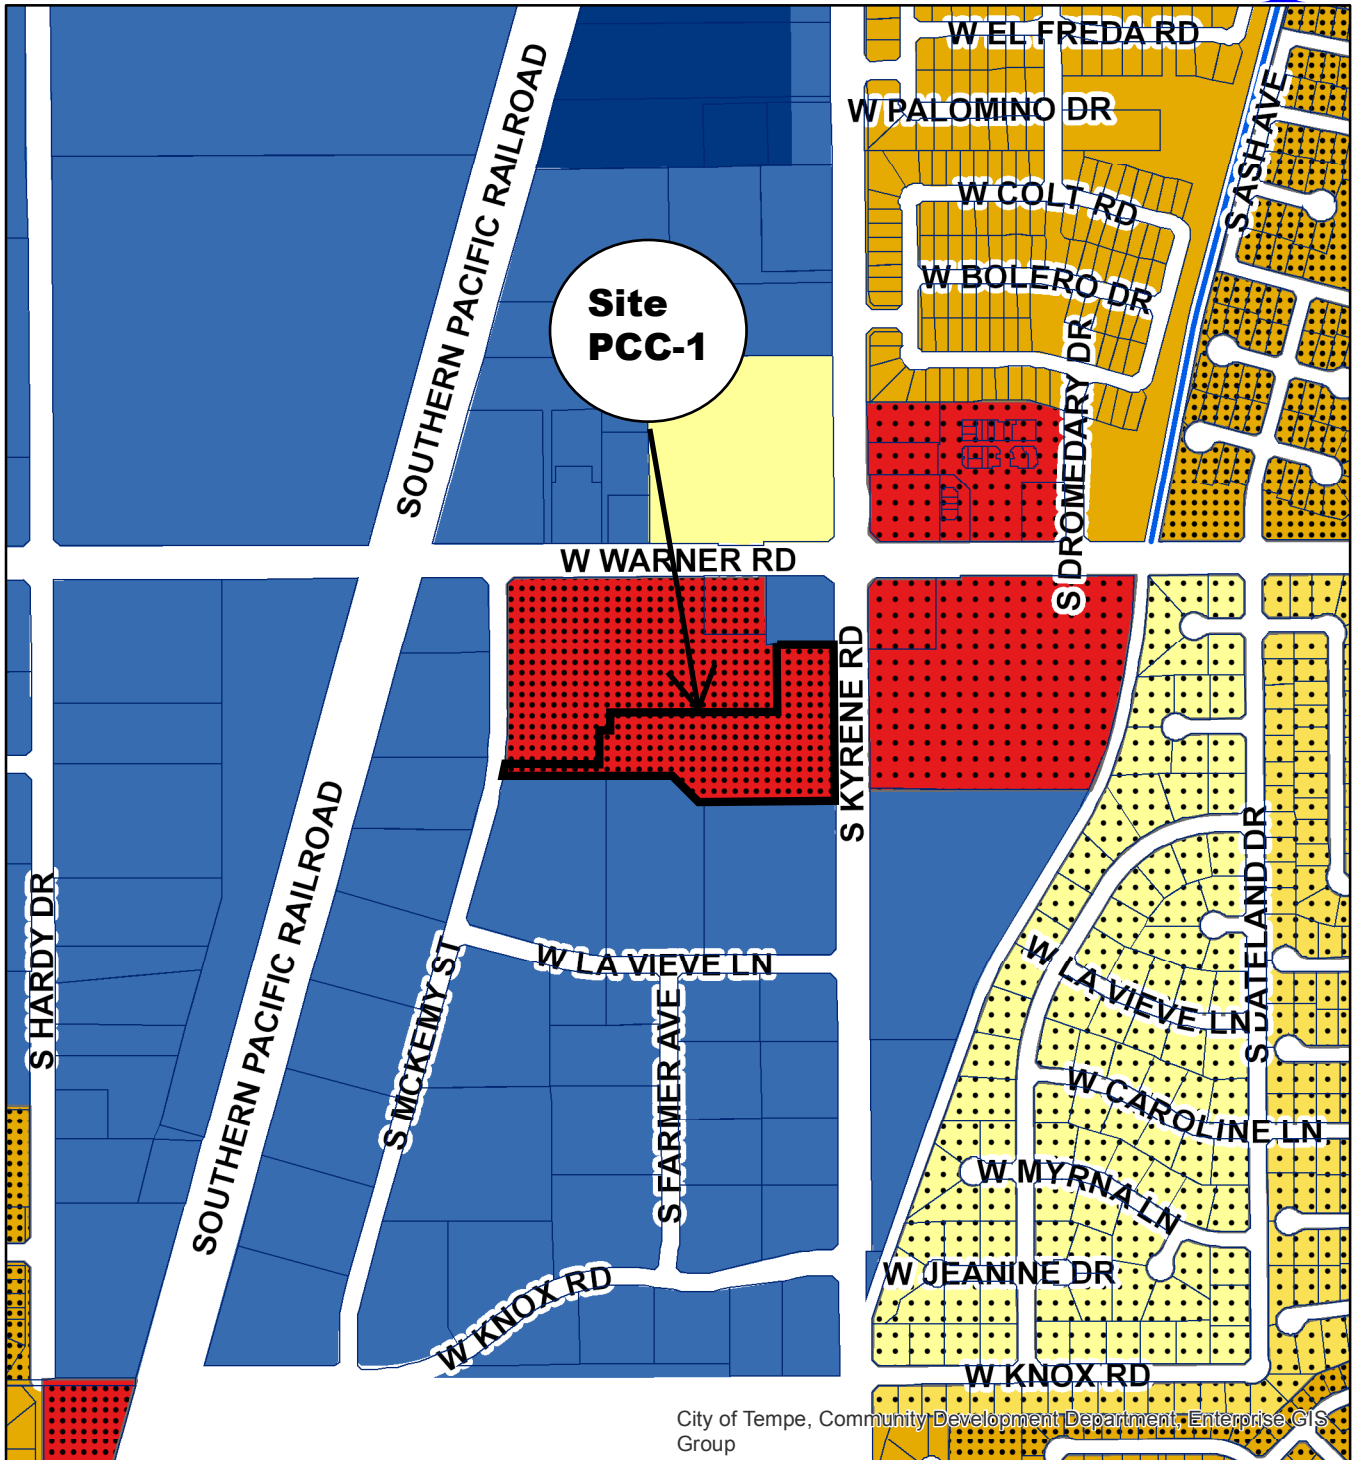 W EL FREDA RD
W PALOMINO DR
S ASH AVE
SOUTHERN PACIFIC RAILROAD
W COLT RD
W BOLERO DR
Site
PCC-1
S DROMEDARY DR
W WARNER RD
S KYRENE RD
SOUTHERN PACIFIC RAILROAD
S HARDY DR
S DATELAND DR
W LA VIEVE LN
W LA VIEVE LN
S MCKEMY ST
S FARMER AVE
W CAROLINE LN
W MYRNA LN
W JEANINE DR
W KNOX RD
W KNOX RD
City of Tempe, Community Development Department, Enterprise GIS
Group